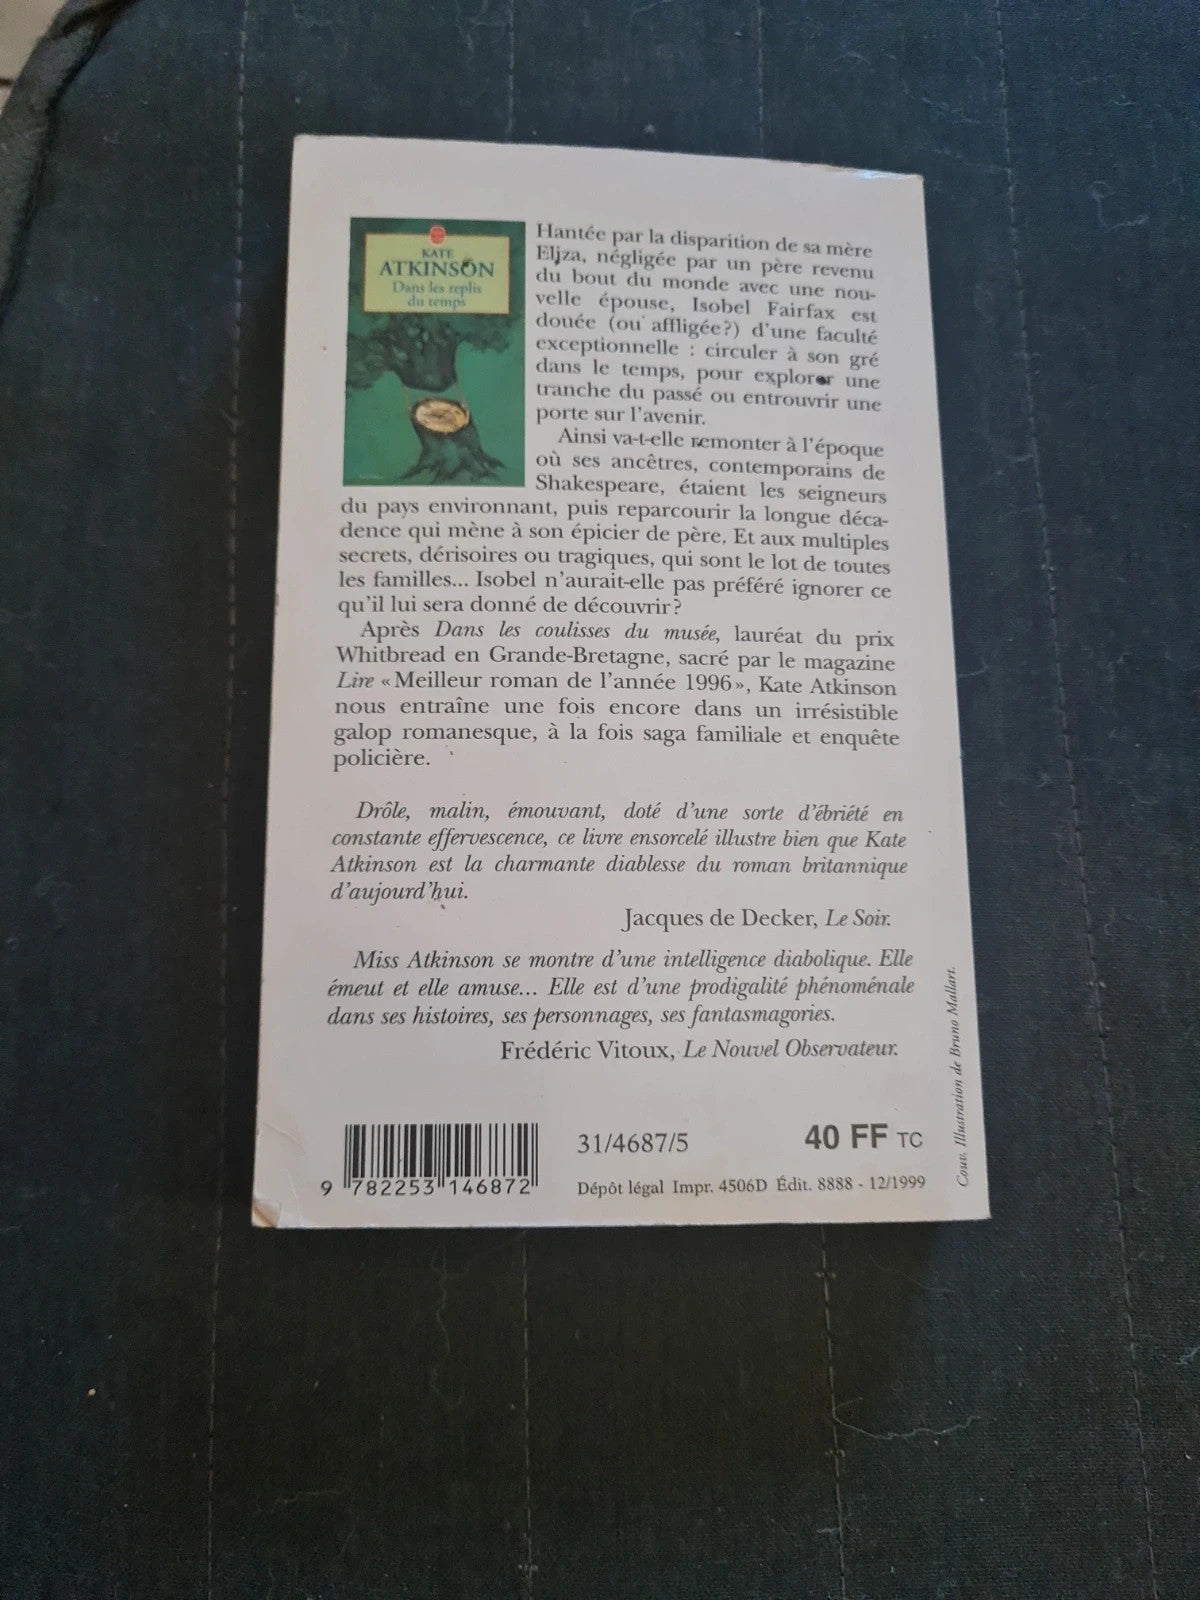 KATE
ATKINSON
Dans les replis
du temps
Hantée par la disparition de sa mère
Eliza, négligée par un père revenu
du bout du monde avec une nou-
velle épouse, Isobel Fairfax est
douée (ou affligée?) d'une faculté
exceptionnelle : circuler à son gré
dans le temps, pour explorer une
tranche du passé ou entrouvrir une
porte sur l'avenir.
Ainsi va-t-elle remonter à l'époque
où ses ancêtres, contemporains de
Shakespeare, étaient les seigneurs
du pays environnant, puis reparcourir la longue déca-
dence qui mène à son épicier de père. Et aux multiples
secrets, dérisoires ou tragiques, qui sont le lot de toutes
les familles... Isobel n'aurait-elle pas préféré ignorer ce
qu'il lui sera donné de découvrir?
Après Dans les coulisses du musée, lauréat du prix
Whitbread en Grande-Bretagne, sacré par le magazine
Lire «Meilleur roman de l'année 1996», Kate Atkinson
nous entraîne une fois encore dans un irrésistible
galop romanesque, à la fois saga familiale et enquête
policière.
Drôle, malin, émouvant, doté d'une sorte d'ébriété en
constante effervescence, ce livre ensorcelé illustre bien que Kate
Atkinson est la charmante diablesse du roman britannique
d'aujourd'hui.
Jacques de Decker, Le Soir.
Miss Atkinson se montre d'une intelligence diabolique. Elle
émeut et elle amuse... Elle est d'une prodigalité phénoménale
dans ses histoires, ses personnages, ses fantasmagories.
Frédéric Vitoux, Le Nouvel Observateur.
Couv. Illustration de Bruno Mallart.
31/4687/5
40 FF TC
9 782253 146872
Dépôt légal Impr. 4506D Édit. 8888 - 12/1999